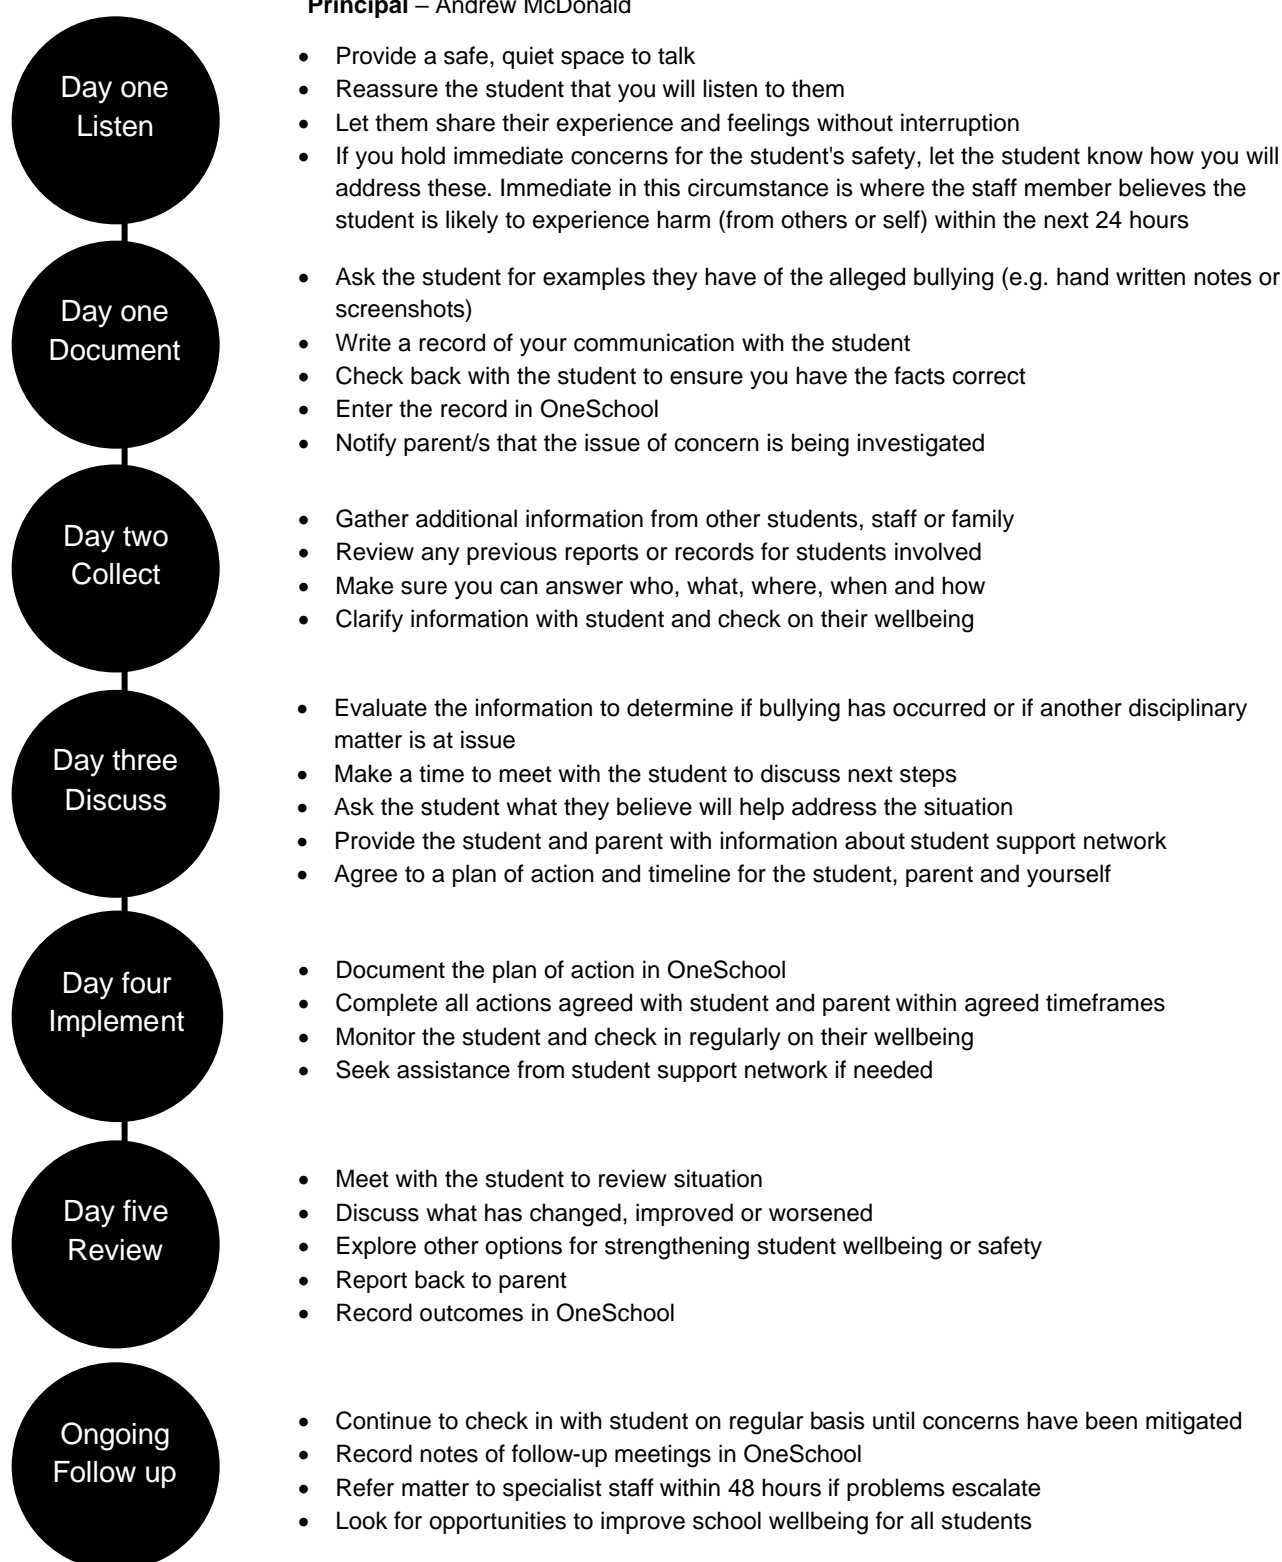 Principal – Andrew McDonald
Day one
Listen
• Provide a safe, quiet space to talk
• Reassure the student that you will listen to them
• Let them share their experience and feelings without interruption
• If you hold immediate concerns for the student's safety, let the student know how you will
address these. Immediate in this circumstance is where the staff member believes the
student is likely to experience harm (from others or self) within the next 24 hours
Day one
Document
• Ask the student for examples they have of the alleged bullying (e.g. hand written notes or
screenshots)
• Write a record of your communication with the student
• Check back with the student to ensure you have the facts correct
• Enter the record in OneSchool
• Notify parent/s that the issue of concern is being investigated
Day two
Collect
• Gather additional information from other students, staff or family
• Review any previous reports or records for students involved
• Make sure you can answer who, what, where, when and how
• Clarify information with student and check on their wellbeing
Day three
Discuss
• Evaluate the information to determine if bullying has occurred or if another disciplinary
matter is at issue
• Make a time to meet with the student to discuss next steps
• Ask the student what they believe will help address the situation
• Provide the student and parent with information about student support network
• Agree to a plan of action and timeline for the student, parent and yourself
Day four
Implement
• Document the plan of action in OneSchool
• Complete all actions agreed with student and parent within agreed timeframes
• Monitor the student and check in regularly on their wellbeing
• Seek assistance from student support network if needed
Day five
Review
• Meet with the student to review situation
• Discuss what has changed, improved or worsened
• Explore other options for strengthening student wellbeing or safety
• Report back to parent
• Record outcomes in OneSchool
Ongoing
Follow up
• Continue to check in with student on regular basis until concerns have been mitigated
• Record notes of follow-up meetings in OneSchool
• Refer matter to specialist staff within 48 hours if problems escalate
• Look for opportunities to improve school wellbeing for all students